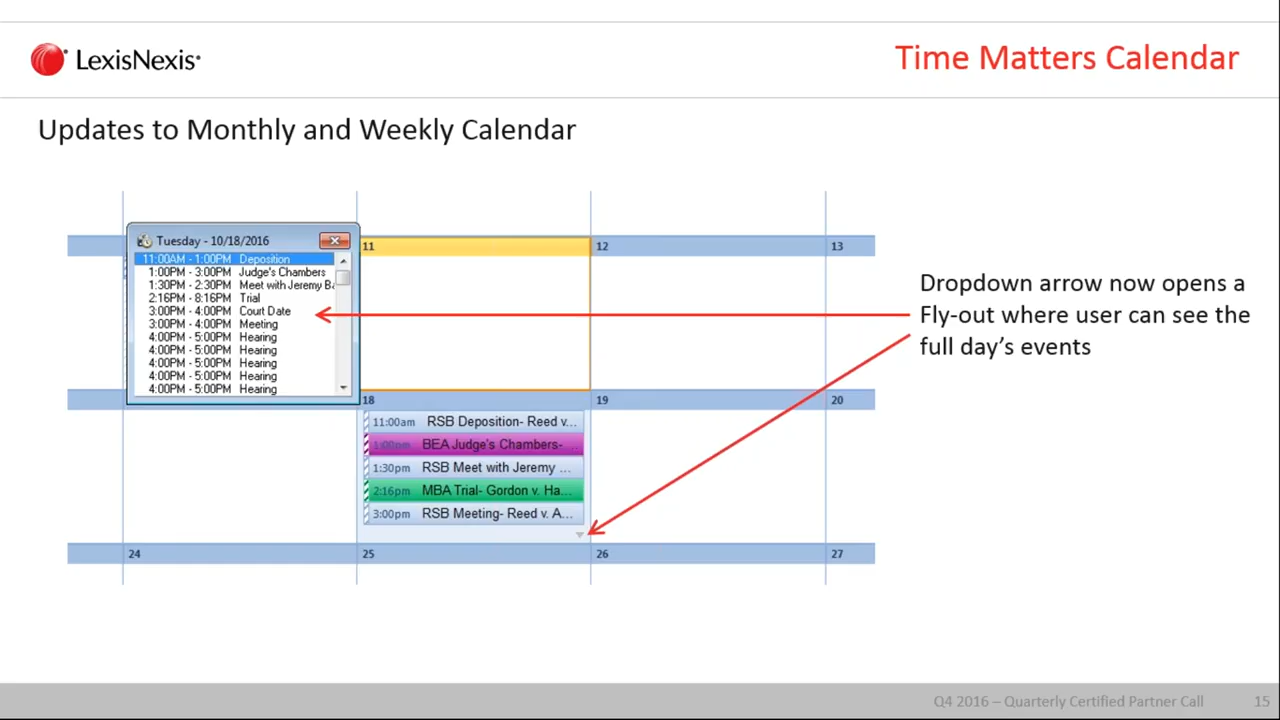 LexisNexis®
Time Matters Calendar
Updates to Monthly and Weekly Calendar
Tuesday - 10/18/2016
11:00AM - 1:00PM Deposition
1:00PM - 3:00PM Judge's Chambers
1:30PM - 2:30PM Meet with Jeremy Ba
2:16PM - 8:16PM Trial
3:00PM - 4:00PM Court Date
3:00PM - 4:00PM Meeting
4:00PM - 5:00PM Hearing
4:00PM - 5:00PM Hearing
4:00PM - 5:00PM Hearing
4:00PM - 5:00PM Hearing
4:00PM - 5:00PM Hearing
11
12
13
Dropdown arrow now opens a
Fly-out where user can see the
full day's events
18
19
20
11:00am RSB Deposition- Reed v...
1:00pm BEA Judge's Chambers- ...
1:30pm RSB Meet with Jeremy ...
2:16pm MBA Trial- Gordon v. Ha...
3:00pm RSB Meeting- Reed v. A...
24
25
26
27
Q4 2016 – Quarterly Certified Partner Call
15